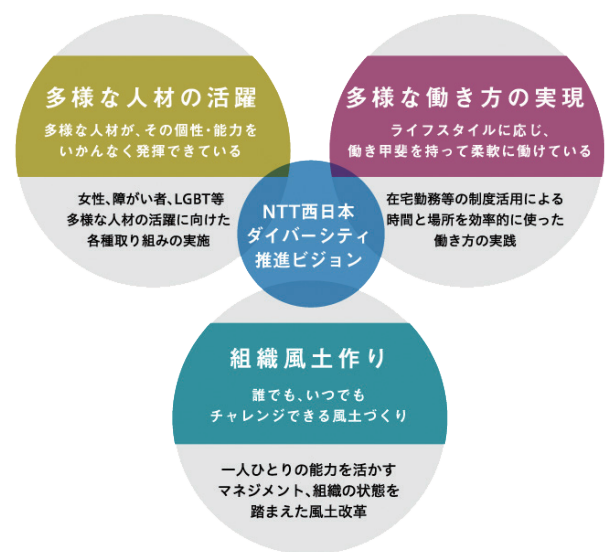 多様な人材の活躍
多様な人材が、その個性・能力を
いかんなく発揮できている
女性、障がい者、LGBT等
多様な人材の活躍に向けた
各種取り組みの実施
多様な働き方の実現
ライフスタイルに応じ、
働き甲斐を持って柔軟に働けている
在宅勤務等の制度活用による
時間と場所を効率的に使った
働き方の実践
NTT西日本
ダイバーシティ
推進ビジョン
組織風土作り
誰でも、いつでも
チャレンジできる風土づくり
一人ひとりの能力を活かす
マネジメント、組織の状態を
踏まえた風土改革